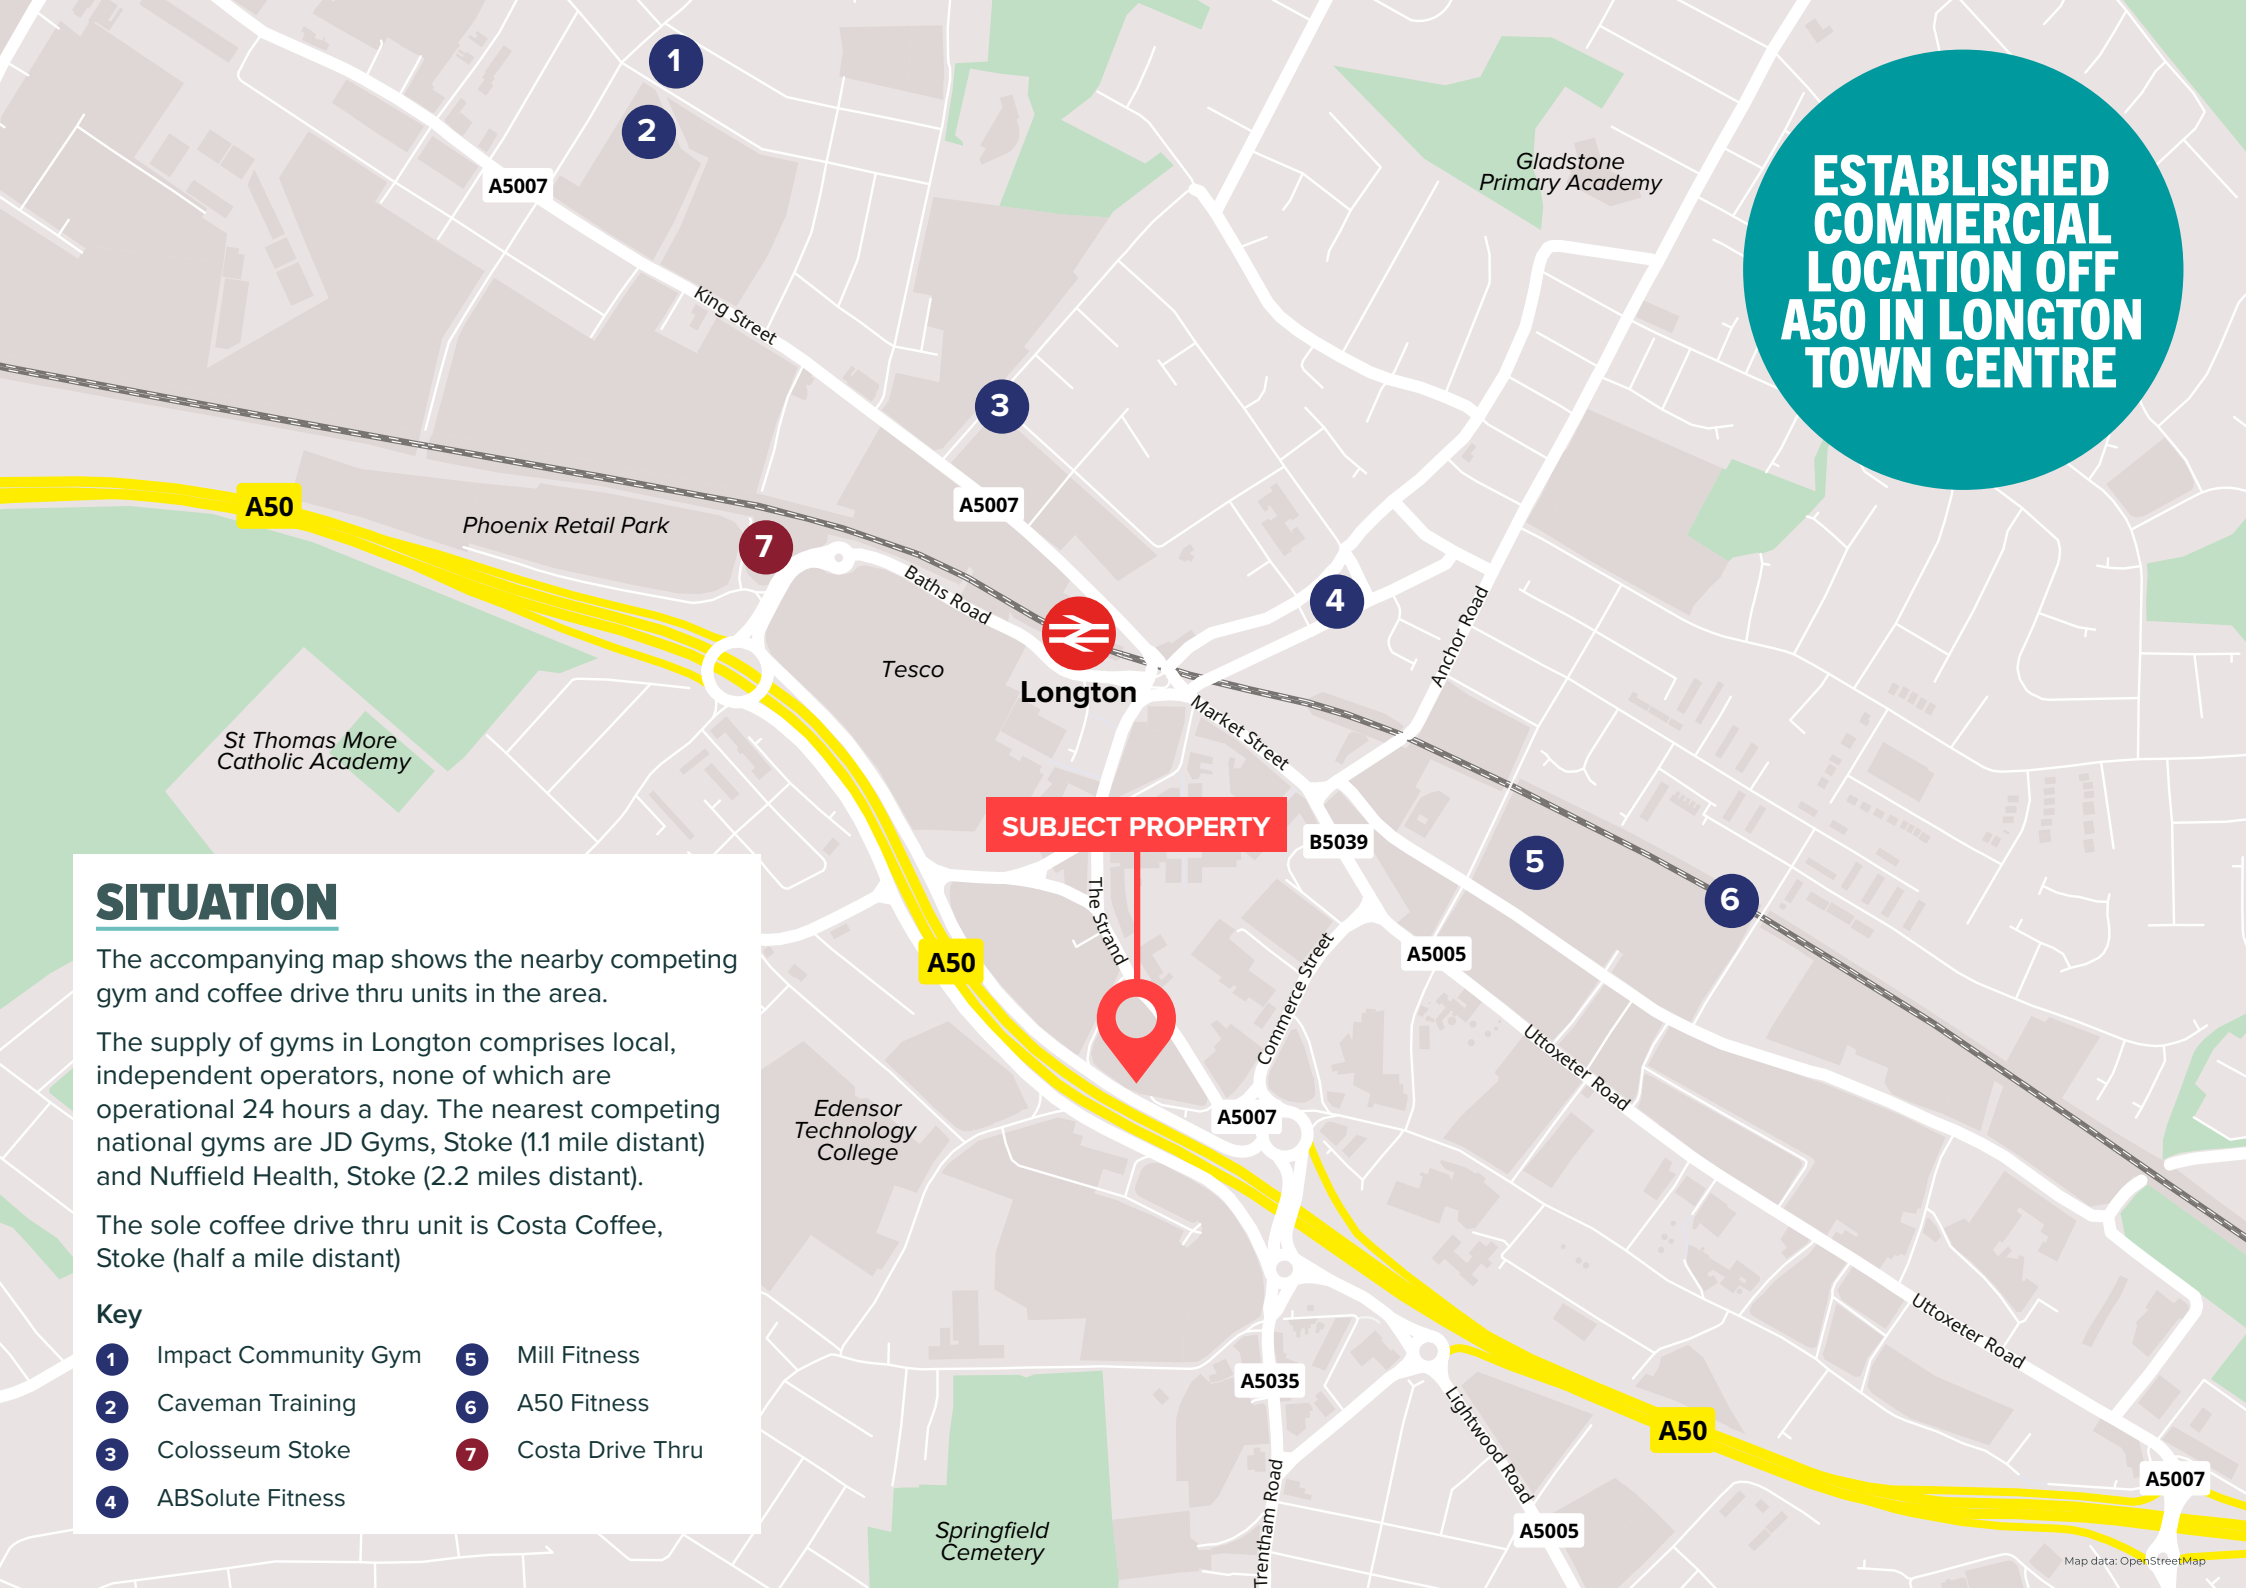 1
2
A5007
Gladstone
Primary Academy
ESTABLISHED
COMMERCIAL
LOCATION OFF
A50 IN LONGTON
TOWN CENTRE
King Street
3
A50
Phoenix Retail Park
A5007
7
Baths Road
4
Anchor Road
Tesco
Longton
Market Street
St Thomas More
Catholic Academy
SUBJECT PROPERTY
B5039
5
6
The Strand
A50
Commerce Street
A5005
Uttoxeter Road
Edensor
Technology
College
A5007
Uttoxeter Road
A5035
Lightwood Road
A50
Trentham Road
A5007
A5005
Springfield
Cemetery
Map data: OpenStreetMap
SITUATION
The accompanying map shows the nearby competing
gym and coffee drive thru units in the area.
The supply of gyms in Longton comprises local,
independent operators, none of which are
operational 24 hours a day. The nearest competing
national gyms are JD Gyms, Stoke (1.1 mile distant)
and Nuffield Health, Stoke (2.2 miles distant).
The sole coffee drive thru unit is Costa Coffee,
Stoke (half a mile distant)
Key
1 Impact Community Gym
2 Caveman Training
3 Colosseum Stoke
4 ABSolute Fitness
5 Mill Fitness
6 A50 Fitness
7 Costa Drive Thru